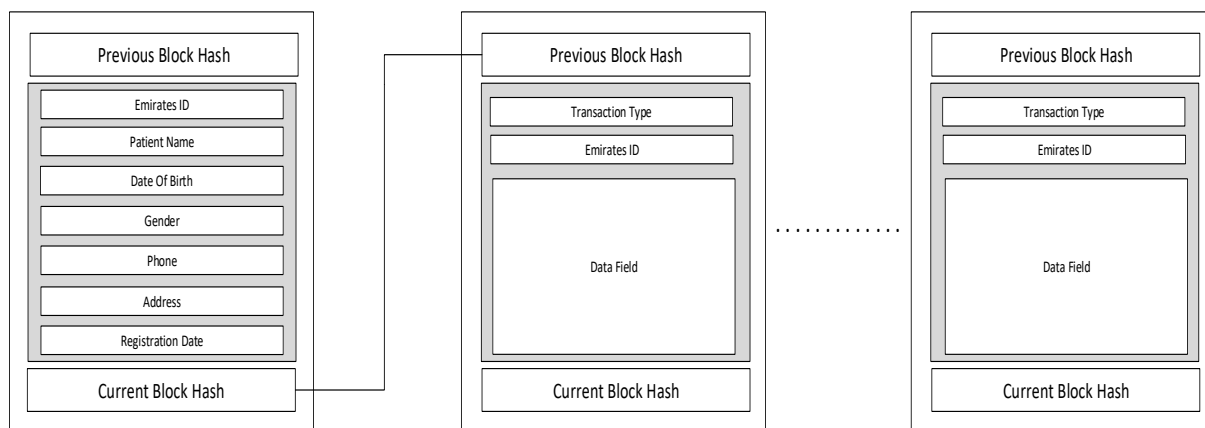 Previous Block Hash
Emirates ID
Patient Name
Date Of Birth
Gender
Phone
Address
Registration Date
Current Block Hash
Previous Block Hash
Transaction Type
Emirates ID
Data Field
Current Block Hash
.............
Previous Block Hash
Transaction Type
Emirates ID
Data Field
Current Block Hash